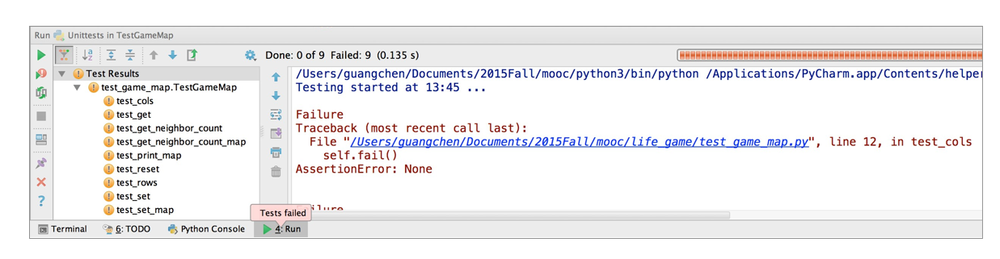 Run Unittests in TestGameMap
Done: 0 of 9 Failed: 9 (0.135 s)
Test Results
test_game_map.TestGameMap
test_cols
test_get
test_get_neighbor_count
test_get_neighbor_count_map
test_print_map
test_reset
test_rows
test_set
test_set_map
/Users/guangchen/Documents/2015Fall/mooc/python3/bin/python /Applications/PyCharm.app/Contents/helper
Testing started at 13:45 ...
Failure
Traceback (most recent call last):
File "/Users/guangchen/Documents/2015Fall/mooc/life_game/test_game_map.py", line 12, in test_cols
self.fail()
AssertionError: None
Tests failed
Terminal 6: TODO Python Console 4: Run